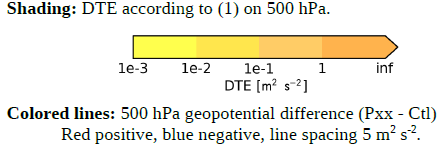 Shading: DTE according to (1) on 500 hPa.
1e-3 1e-2 1e-1 1 inf
DTE [m² s⁻²]
Colored lines: 500 hPa geopotential difference (Pxx - Ctl)
Red positive, blue negative, line spacing 5 m² s⁻².